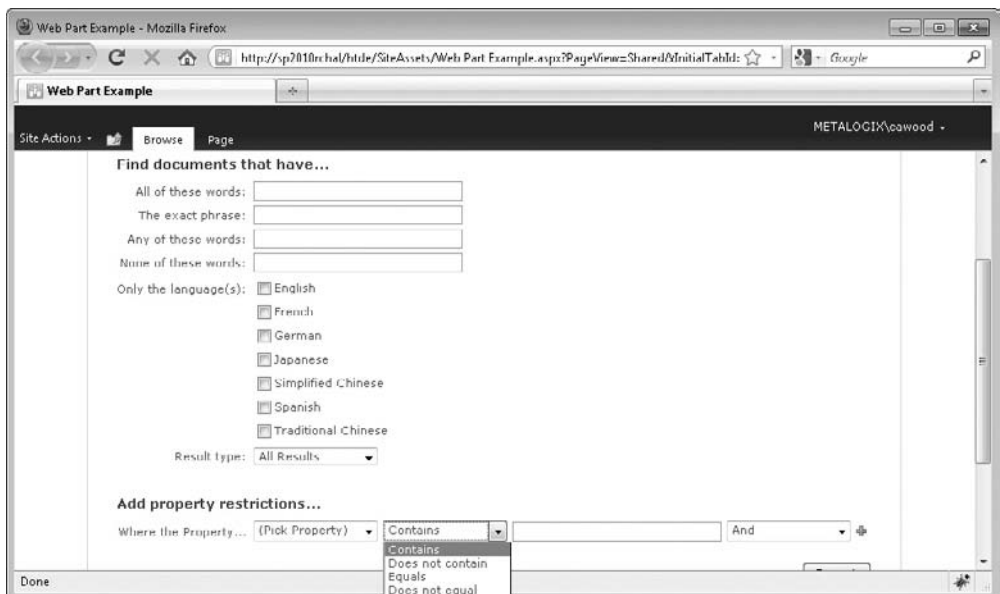 Web Part Example - Mozilla Firefox
http://sp2010rchal/htde/SiteAssets/Web Part Example.aspx?PageView=Shared&InitialTabId:
Google
Web Part Example
METALOGIX\cawood
Site Actions
Browse
Page
Find documents that have...
All of these words:
The exact phrase:
Any of these words:
None of these words:
Only the language(s):
English
French
German
Japanese
Simplified Chinese
Spanish
Traditional Chinese
Result type: All Results
Add property restrictions...
Where the Property... (Pick Property) Contains And
Contains
Does not contain
Equals
Does not equal
Done